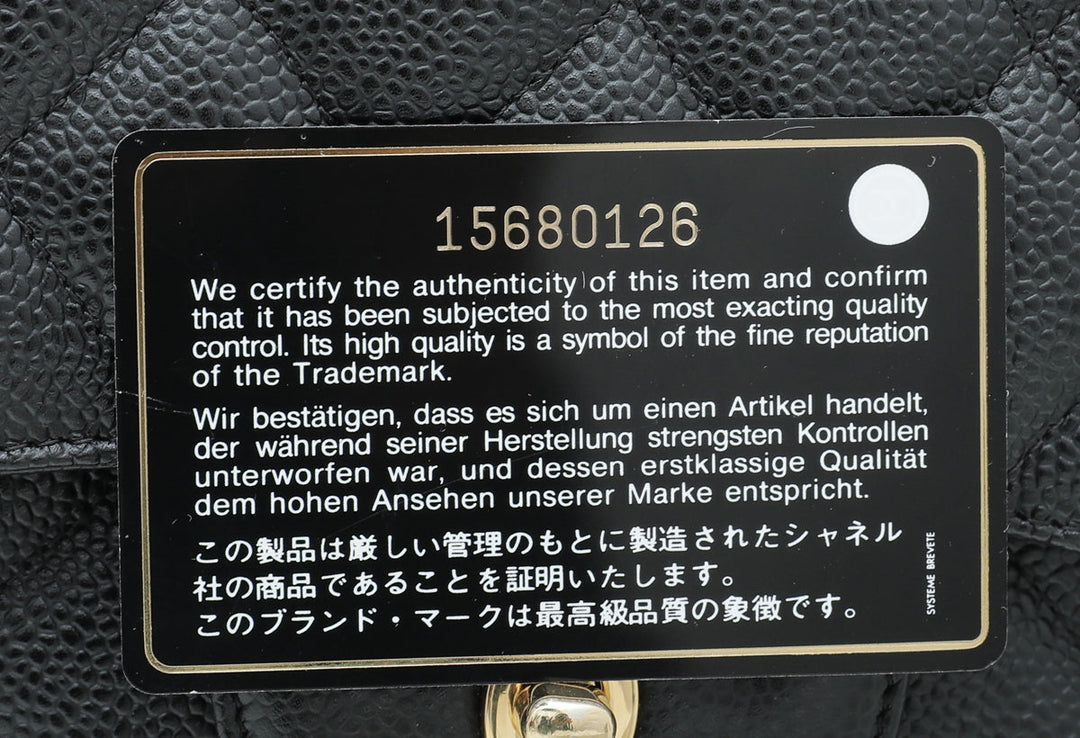 15680126
We certify the authenticity of this item and confirm
that it has been subjected to the most exacting quality
control. Its high quality is a symbol of the fine reputation
of the Trademark.
Wir bestätigen, dass es sich um einen Artikel handelt,
der während seiner Herstellung strengsten Kontrollen
unterworfen war, und dessen erstklassige Qualität
dem hohen Ansehen unserer Marke entspricht.
この製品は厳しい管理のもとに製造されたシャネル
社の商品であることを証明いたします。
このブランド・マークは最高級品質の象徴です。
SYSTEME BREVETE